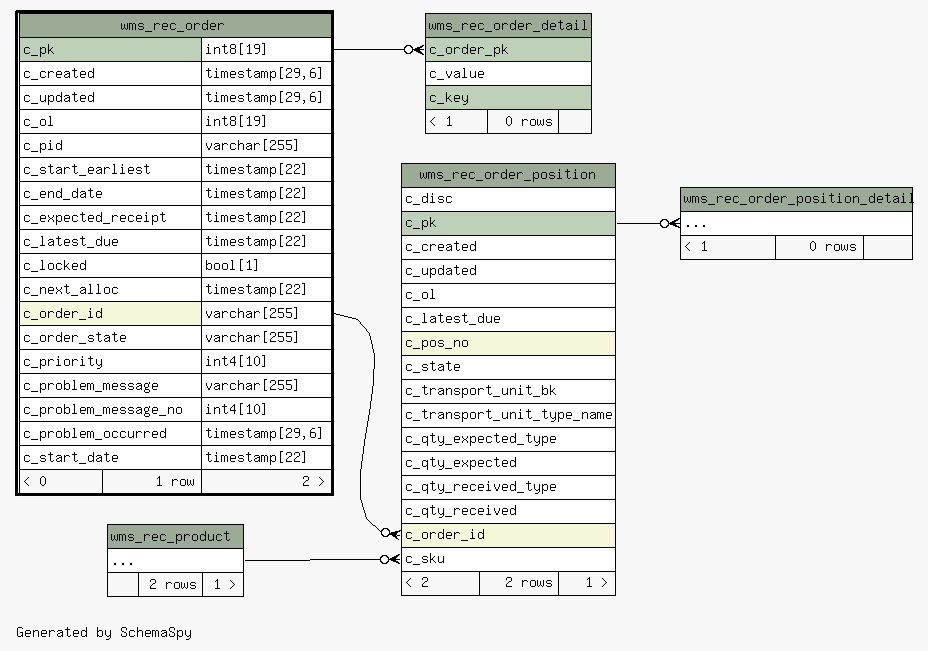 wms_rec_order
c_pk int8[19]
c_created timestamp[29,6]
c_updated timestamp[29,6]
c_ol int8[19]
c_pid varchar[255]
c_start_earliest timestamp[22]
c_end_date timestamp[22]
c_expected_receipt timestamp[22]
c_latest_due timestamp[22]
c_locked bool[1]
c_next_alloc timestamp[22]
c_order_id varchar[255]
c_order_state varchar[255]
c_priority int4[10]
c_problem_message varchar[255]
c_problem_message_no int4[10]
c_problem_occurred timestamp[29,6]
c_start_date timestamp[22]
< 0 1 row 2 >
wms_rec_order_detail
c_order_pk
c_value
c_key
< 1 0 rows
wms_rec_order_position
c_disc
c_pk
c_created
c_updated
c_ol
c_latest_due
c_pos_no
c_state
c_transport_unit_bk
c_transport_unit_type_name
c_qty_expected_type
c_qty_expected
c_qty_received_type
c_qty_received
c_order_id
c_sku
< 2 2 rows 1 >
wms_rec_order_position_detail
...
< 1 0 rows
wms_rec_product
...
2 rows 1 >
Generated by SchemaSpy